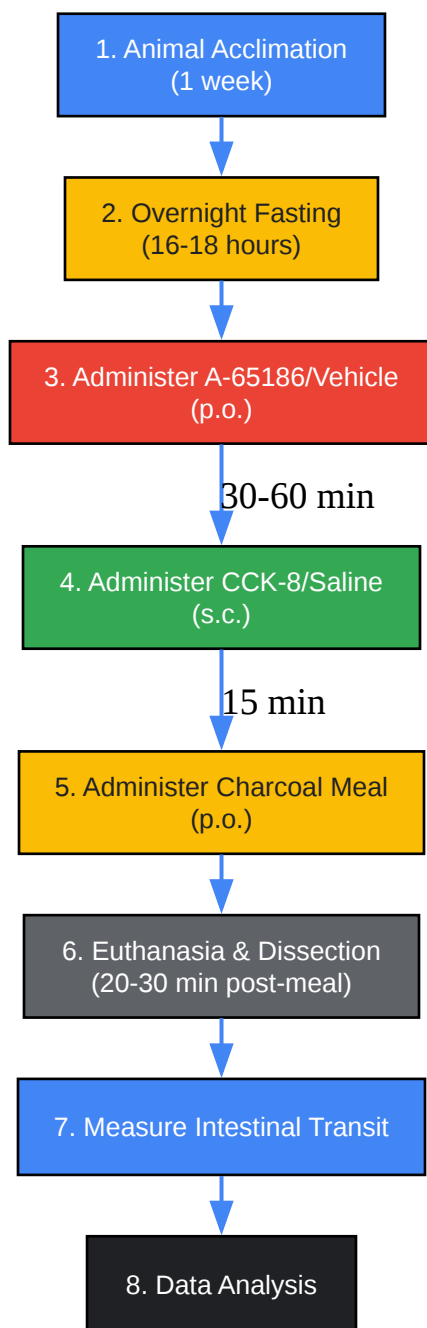 1. Animal Acclimation
(1 week)
2. Overnight Fasting
(16-18 hours)
3. Administer A-65186/Vehicle
(p.o.)
30-60 min
4. Administer CCK-8/Saline
(s.c.)
15 min
5. Administer Charcoal Meal
(p.o.)
6. Euthanasia & Dissection
(20-30 min post-meal)
7. Measure Intestinal Transit
8. Data Analysis